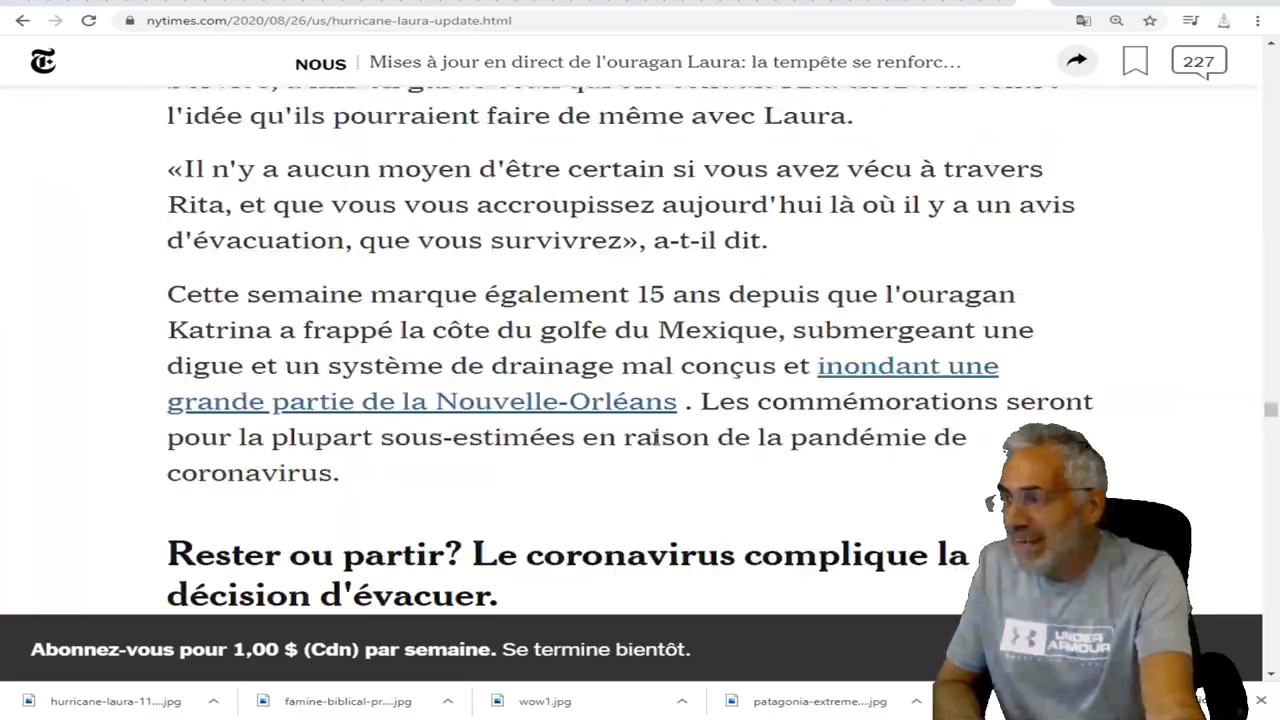 nytimes.com/2020/08/26/us/hurricane-laura-update.html
NOUS | Mises à jour en direct de l'ouragan Laura: la tempête se renforc…
227
l'idée qu'ils pourraient faire de même avec Laura.
«Il n'y a aucun moyen d'être certain si vous avez vécu à travers
Rita, et que vous vous accroupissez aujourd'hui là où il y a un avis
d'évacuation, que vous survivrez», a-t-il dit.
Cette semaine marque également 15 ans depuis que l'ouragan
Katrina a frappé la côte du golfe du Mexique, submergeant une
digue et un système de drainage mal conçus et inondant une
grande partie de la Nouvelle-Orléans . Les commémorations seront
pour la plupart sous-estimées en raison de la pandémie de
coronavirus.
Rester ou partir? Le coronavirus complique la
décision d'évacuer.
UNDER
ARMOUR
Abonnez-vous pour 1,00 $ (Cdn) par semaine. Se termine bientôt.
hurricane-laura-11....jpg
famine-biblical-pr....jpg
wow1.jpg
patagonia-extreme....jpg